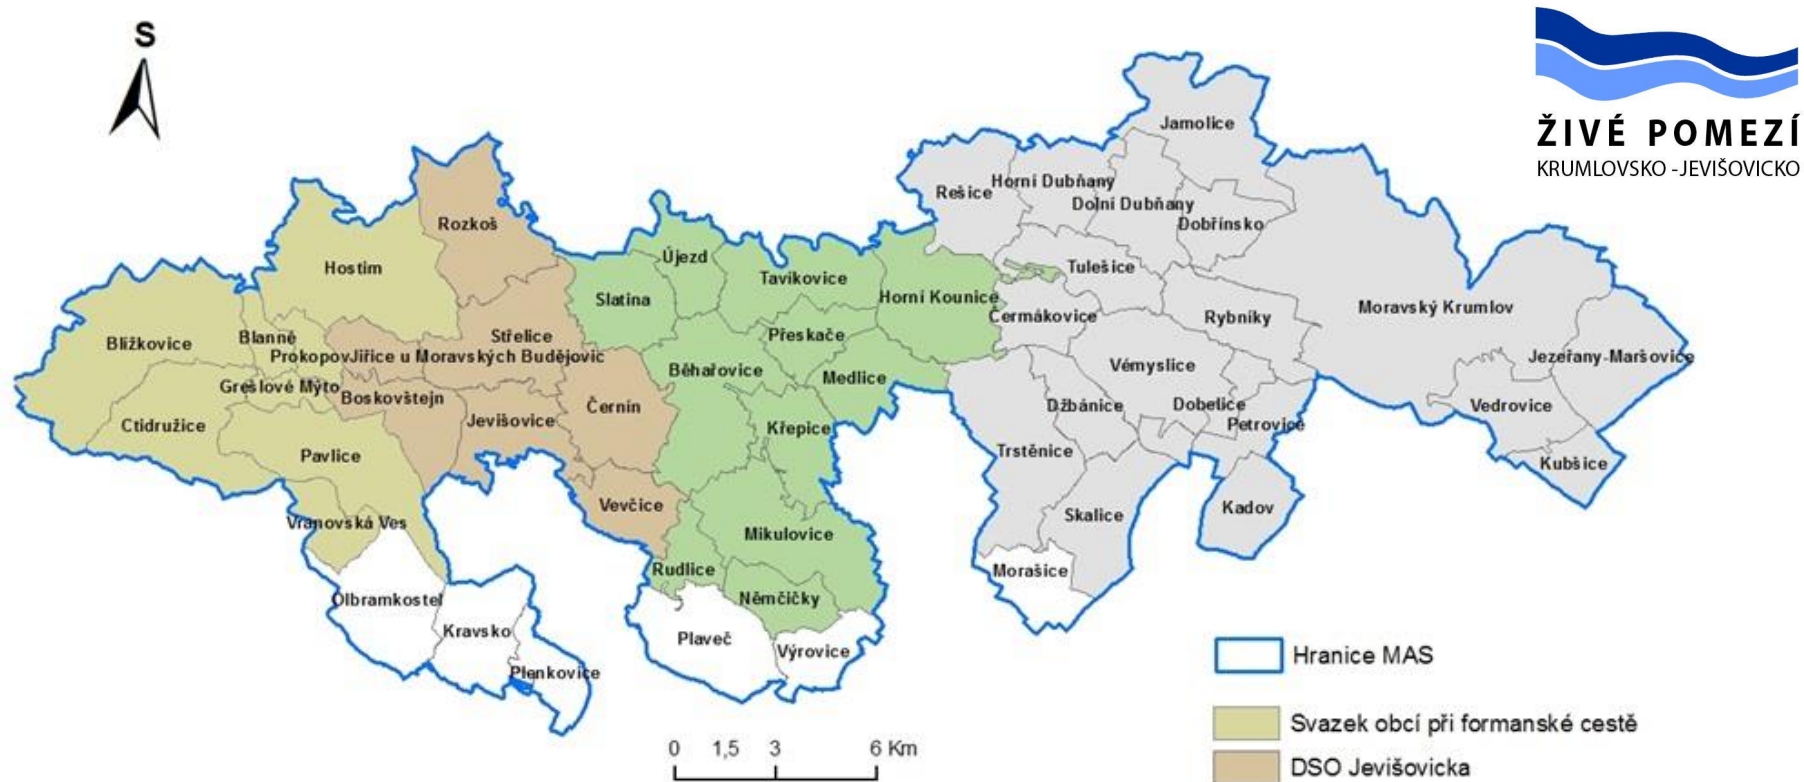 S
ŽIVÉ POMEZÍ
KRUMLOVSKO -JEVIŠOVICKO
Jamolice
Rešice
Horní Dubňany
Dolní Dubňany
Dobřínsko
Rozkoš
Hostim
Újezd
Tavíkovice
Tulešice
Slatina
Horní Kounice
Čermákovice
Rybníky
Moravský Krumlov
Blížkovice
Blanné
Střelice
Přeskače
Prokopov
Jiřice u Moravských Budějovic
Jezeřany-Maršovice
Běhařovice
Medlice
Vémyslice
Grešlové Mýto
Boskovštejn
Černín
Džbánice
Dobelice
Vedrovice
Ctidružice
Jevišovice
Křepice
Petrovice
Pavlice
Trstěnice
Kubšice
Vranovská Ves
Vevčice
Mikulovice
Skalice
Kadov
Rudlice
Morašice
Olbramkostel
Němčičky
Kravsko
Plaveč
Výrovice
Plenkovice
Hranice MAS
Svazek obcí při formanské cestě
DSO Jevišovicka
0 1,5 3 6 Km